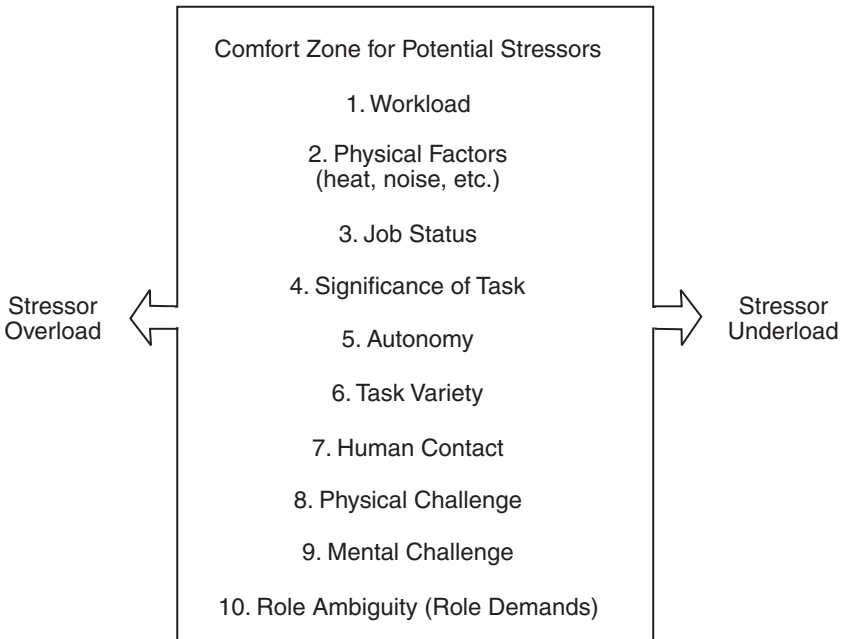 Comfort Zone for Potential Stressors
1. Workload
2. Physical Factors
(heat, noise, etc.)
3. Job Status
4. Significance of Task
Stressor
Overload
Stressor
Underload
5. Autonomy
6. Task Variety
7. Human Contact
8. Physical Challenge
9. Mental Challenge
10. Role Ambiguity (Role Demands)